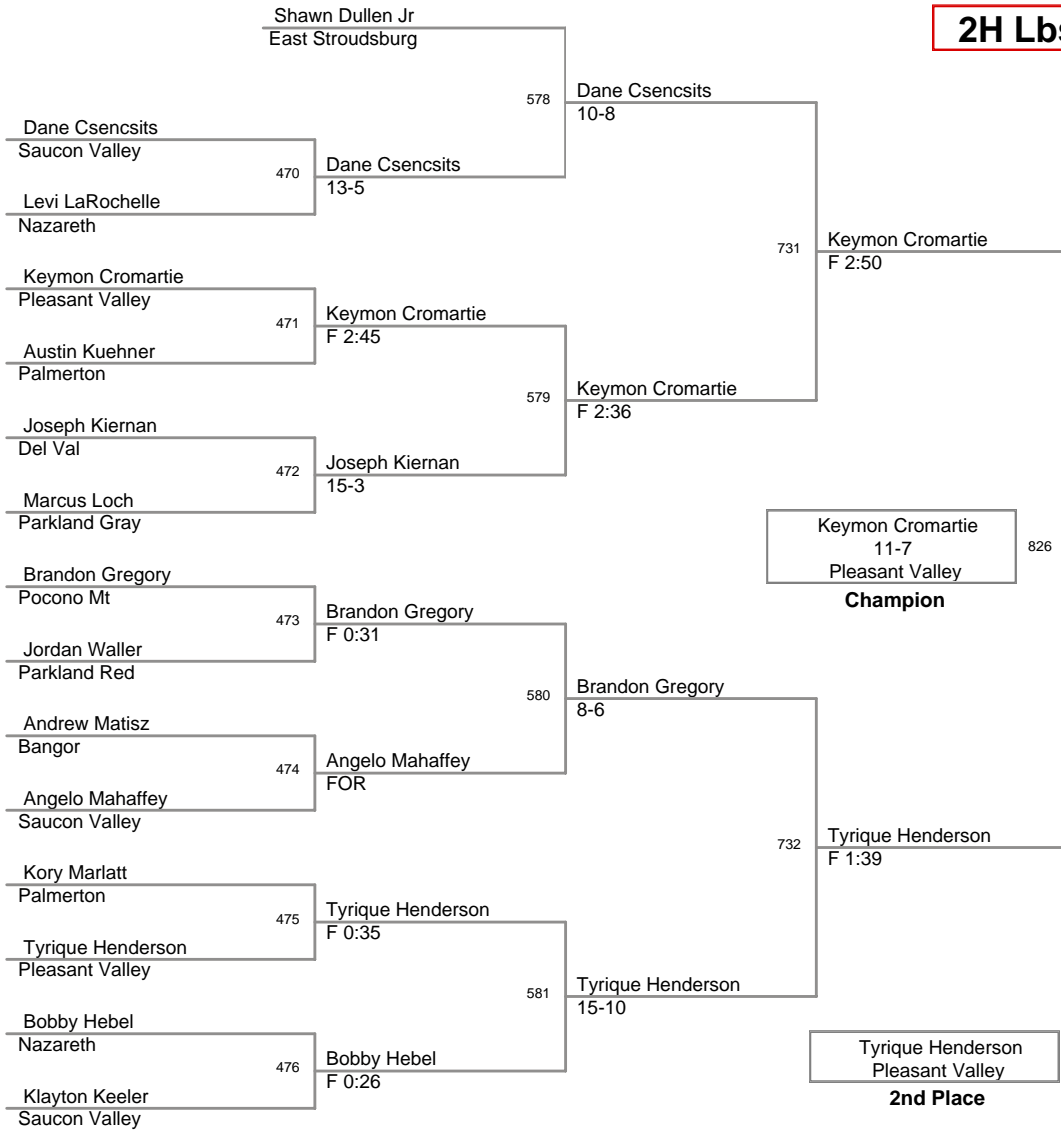 Shawn Dullen Jr
East Stroudsburg
2H Lbs
578
Dane Csencsits
10-8
Dane Csencsits
Saucon Valley
470
Dane Csencsits
13-5
Levi LaRochelle
Nazareth
731
Keymon Cromartie
F 2:50
Keymon Cromartie
Pleasant Valley
471
Keymon Cromartie
F 2:45
Austin Kuehner
Palmerton
579
Keymon Cromartie
F 2:36
Joseph Kiernan
Del Val
472
Joseph Kiernan
15-3
Marcus Loch
Parkland Gray
Keymon Cromartie
11-7
Pleasant Valley
826
Champion
Brandon Gregory
Pocono Mt
473
Brandon Gregory
F 0:31
Jordan Waller
Parkland Red
580
Brandon Gregory
8-6
Andrew Matisz
Bangor
474
Angelo Mahaffey
FOR
Angelo Mahaffey
Saucon Valley
732
Tyrique Henderson
F 1:39
Kory Marlatt
Palmerton
475
Tyrique Henderson
F 0:35
Tyrique Henderson
Pleasant Valley
581
Tyrique Henderson
15-10
Bobby Hebel
Nazareth
476
Bobby Hebel
F 0:26
Klayton Keeler
Saucon Valley
Tyrique Henderson
Pleasant Valley
2nd Place